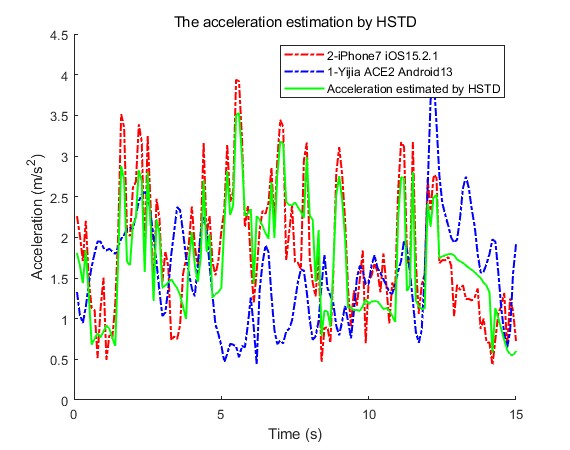 The acceleration estimation by HSTD
2-iPhone7 iOS15.2.1
1-Yijia ACE2 Android13
Acceleration estimated by HSTD
4.5
4
3.5
3
2.5
2
1.5
1
0.5
0
Acceleration (m/s²)
0 5 10 15
Time (s)